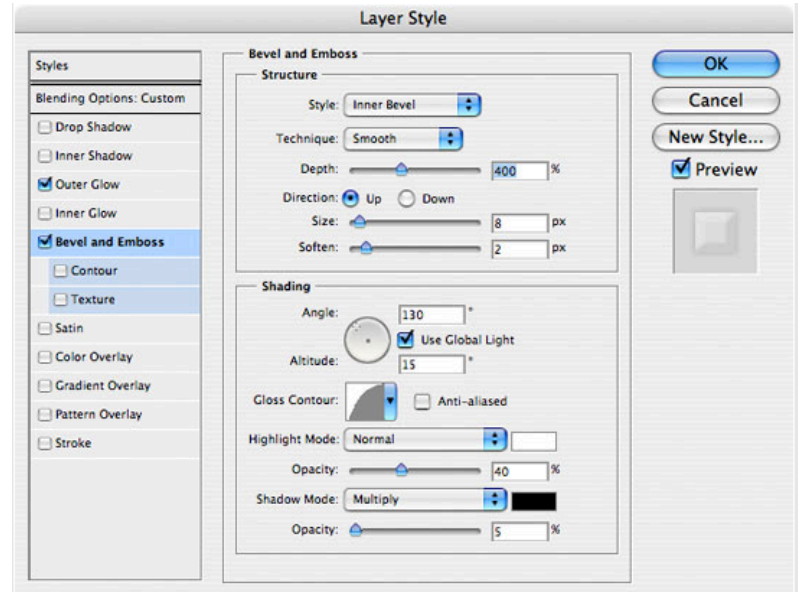 Layer Style
Styles
Blending Options: Custom
Drop Shadow
Inner Shadow
Outer Glow
Inner Glow
Bevel and Emboss
Contour
Texture
Satin
Color Overlay
Gradient Overlay
Pattern Overlay
Stroke
Bevel and Emboss
Structure
Style: Inner Bevel
Technique: Smooth
Depth: 400 %
Direction: Up Down
Size: 8 px
Soften: 2 px
Shading
Angle: 130 °
Use Global Light
Altitude: 15 °
Gloss Contour: Anti-aliased
Highlight Mode: Normal
Opacity: 40 %
Shadow Mode: Multiply
Opacity: 5 %
OK
Cancel
New Style...
Preview